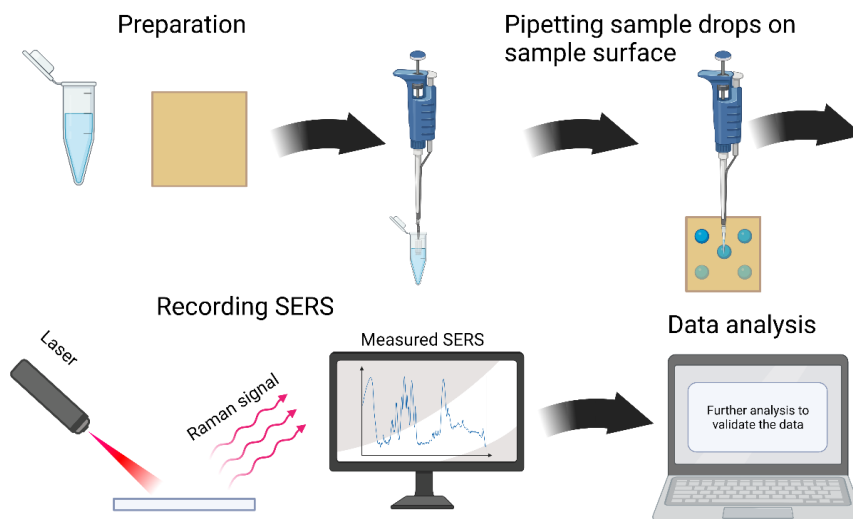 Preparation
Pipetting sample drops on
sample surface
Recording SERS
Laser
Raman signal
Measured SERS
Data analysis
Further analysis to
validate the data